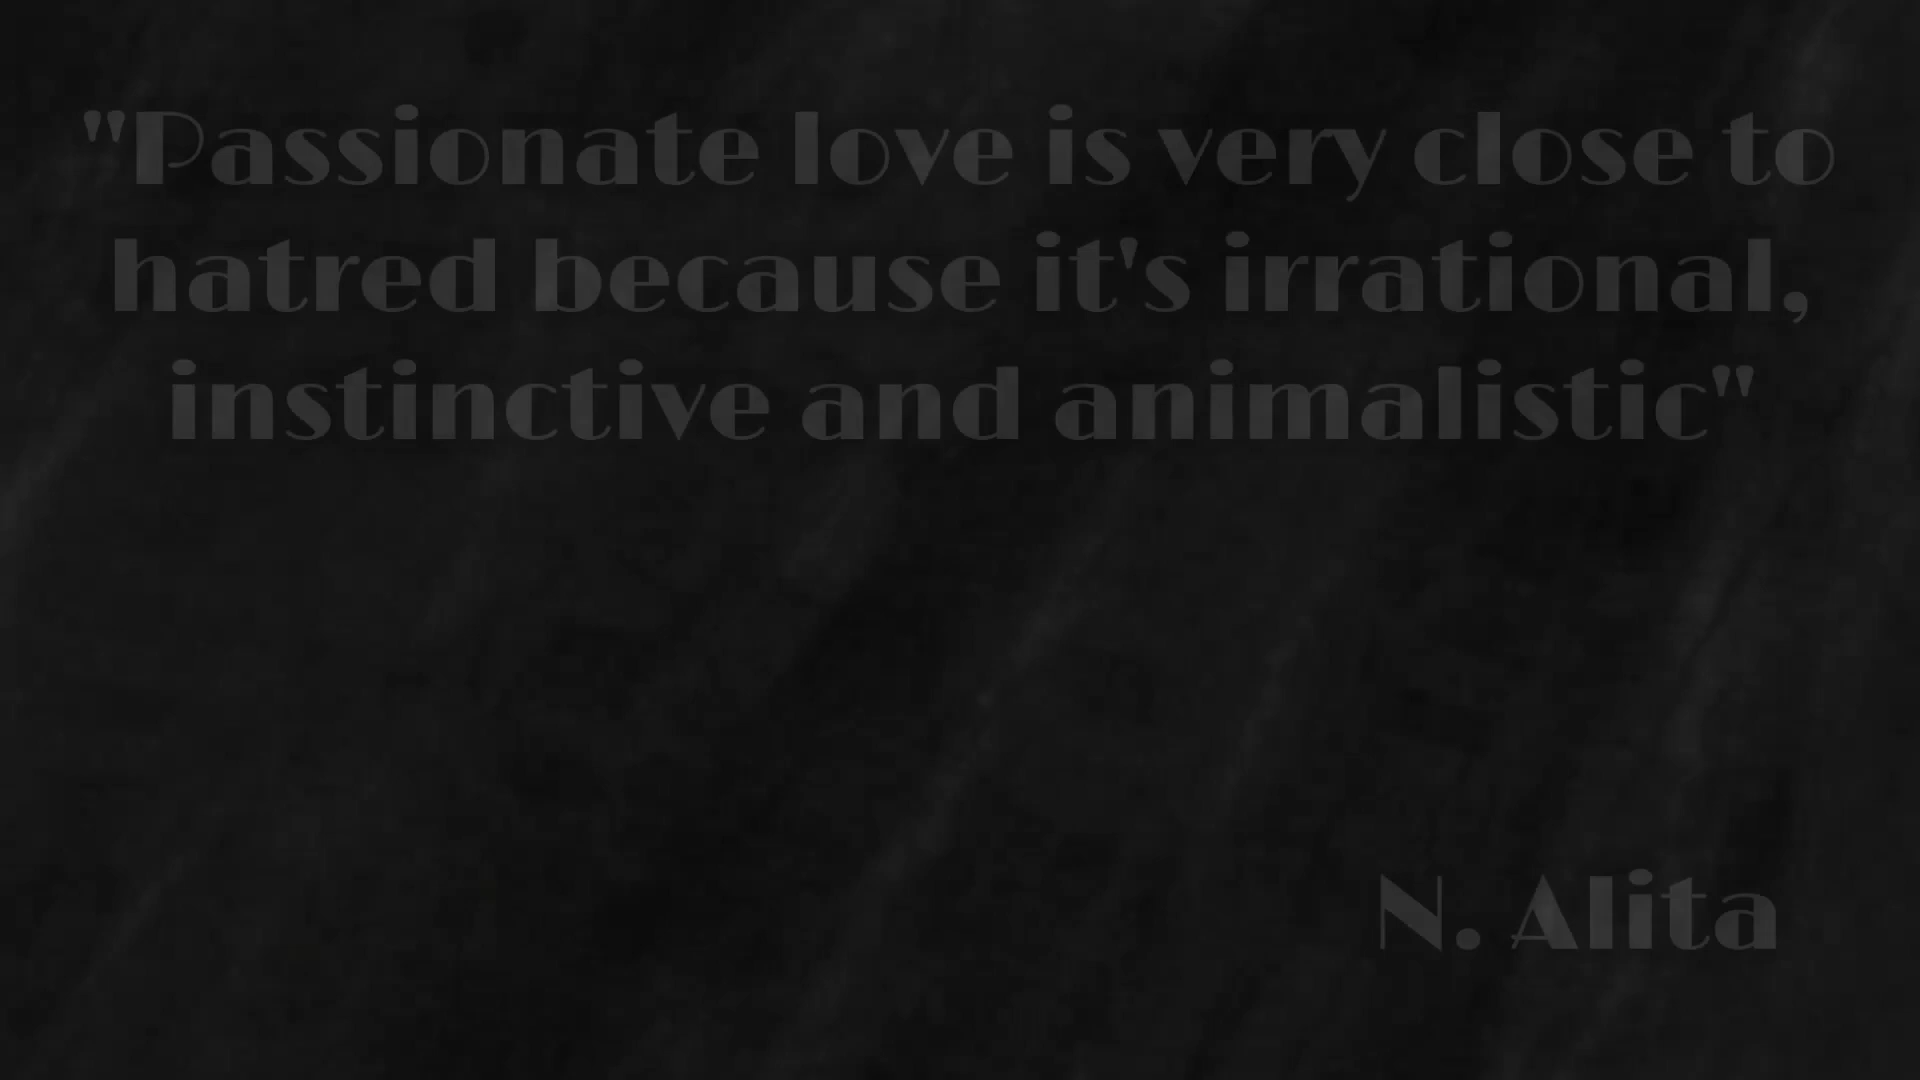 "Passionate love is very close to
hatred because it's irrational,
instinctive and animalistic"
N. Alita